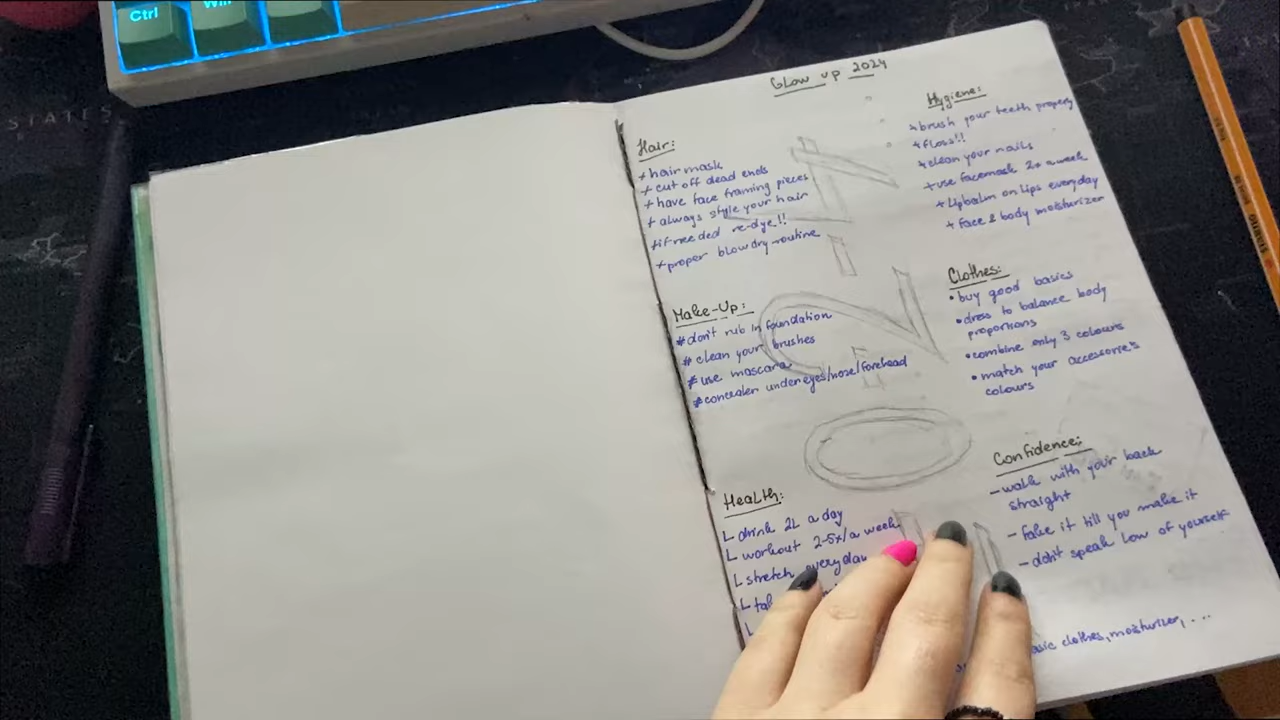 Ctrl
Win
STATES
Glow up 2024
Hair:
+ hair mask
+ cut off dead ends
+ have face framing pieces
+ always style your hair
+ if needed re-dye!!
+ proper blowdry-routine
Make-Up:
* don't rub in foundation
* clean your brushes
* use mascara
* concealer undereyes/nose/forehead
Health:
L drink 2L a day
L workout 2-5x/a week
L stretch everyday
Hygiene:
+ brush your teeth properly
+ floss!!
+ clean your nails
+ use facemask 2x a week
+ Lipbalm on lips everyday
+ Face & body moisturizer
Clothes:
• buy good basics
• dress to balance body
proportions
• combine only 3 colours
• match your accessories
colours
Confidence:
- walk with your back
straight
- fake it till you make it
- don't speak low of yourself
clothes, moisturizer, ...
STABILO